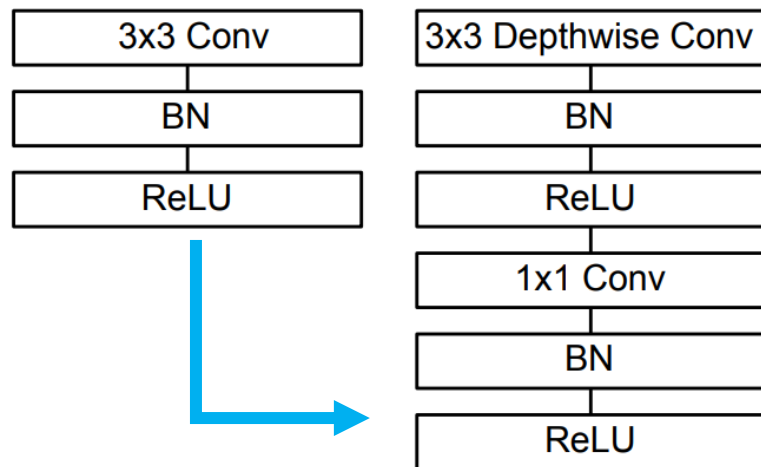 3x3 Conv
BN
ReLU
3x3 Depthwise Conv
BN
ReLU
1x1 Conv
BN
ReLU